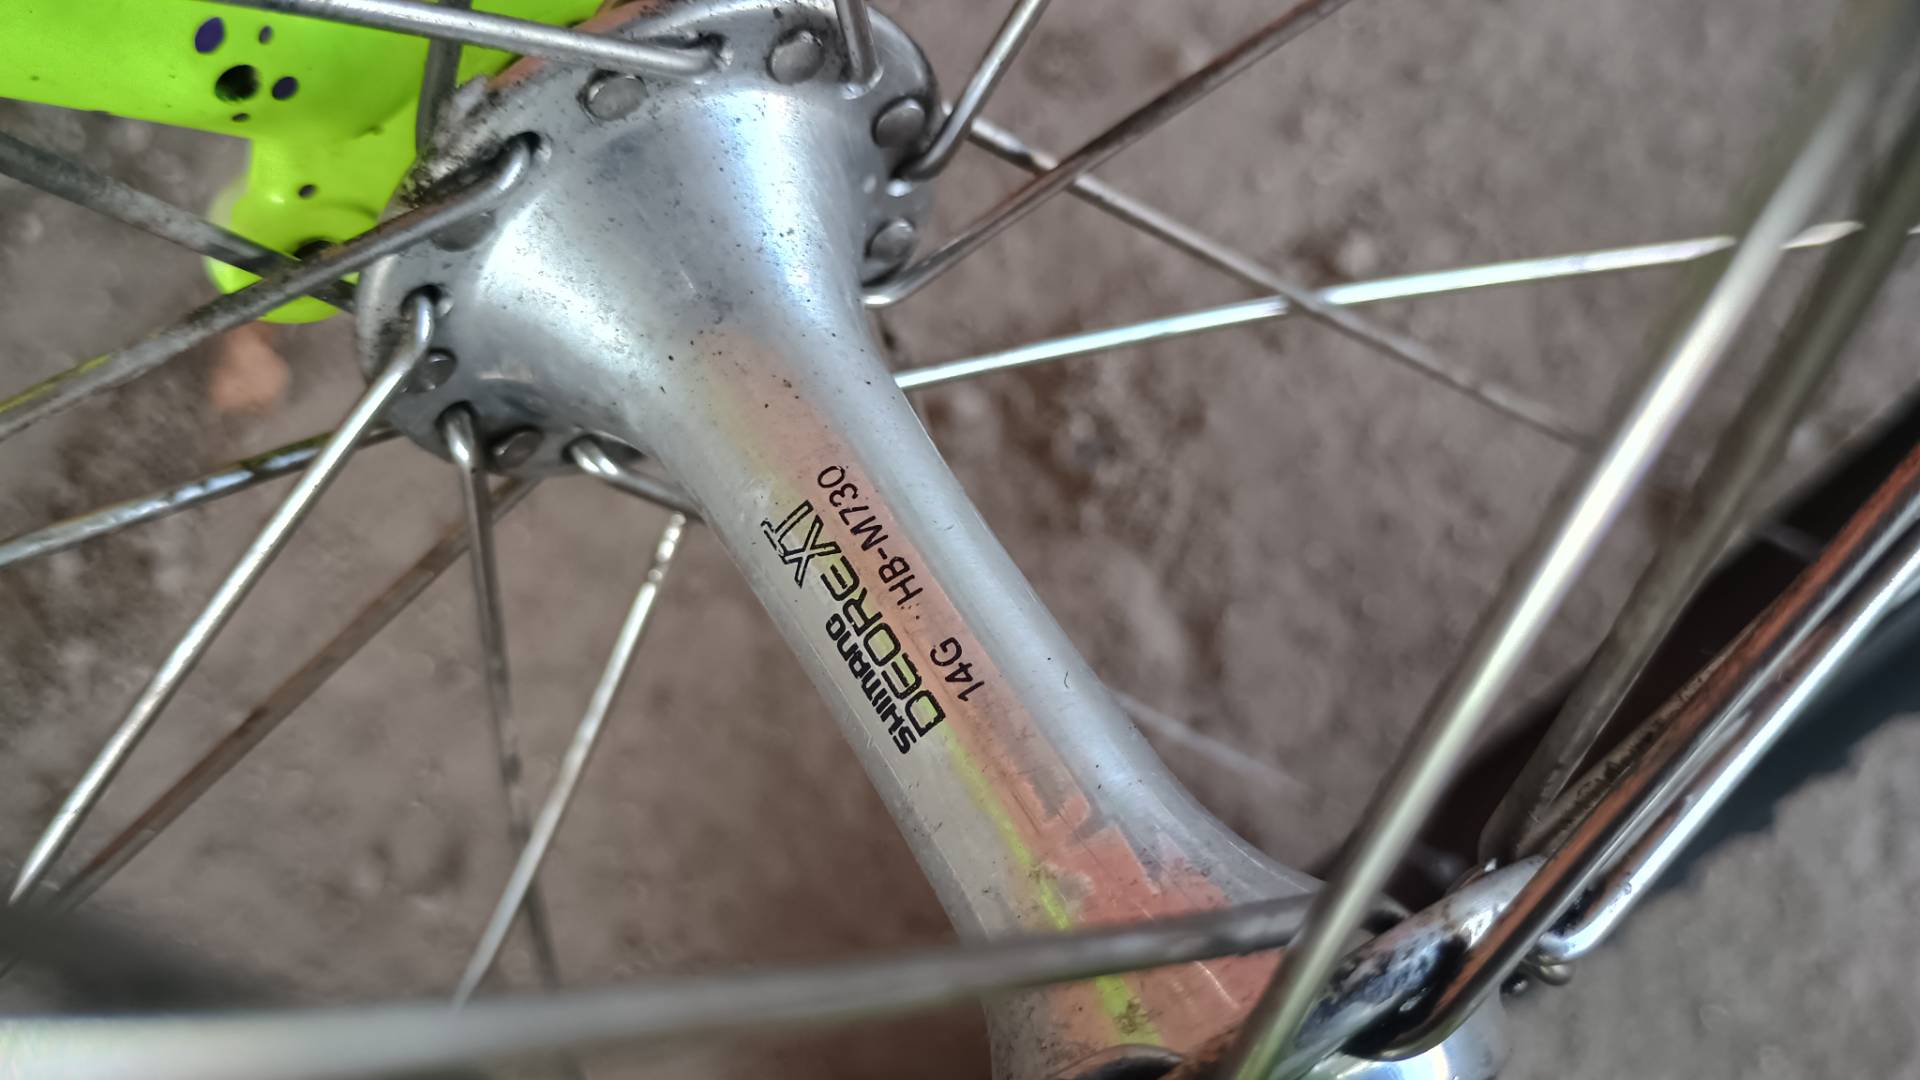 SHIMANO
DEORE XT
14G HB-M730